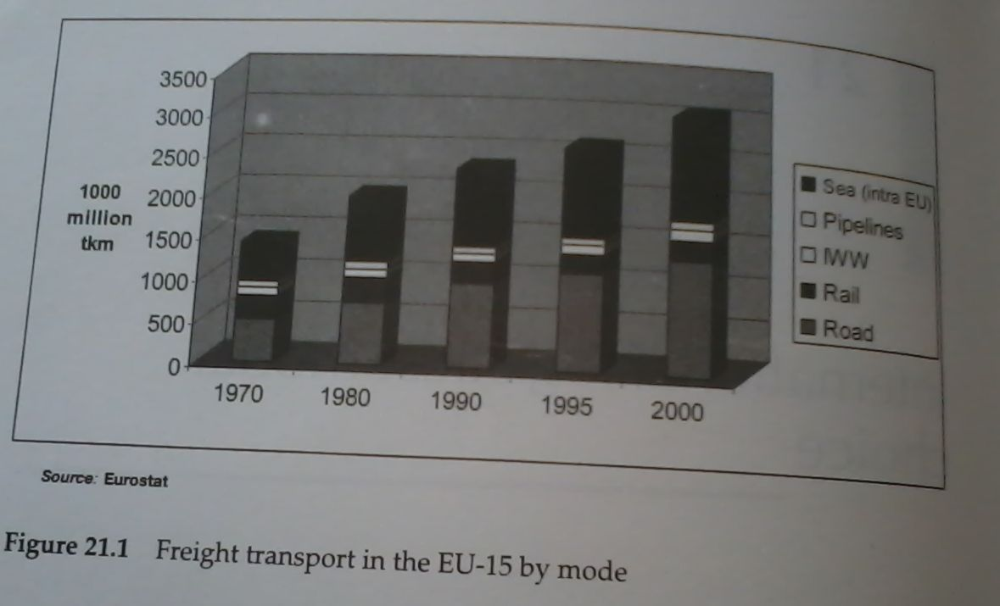 3500
3000
2500
2000
1500
1000
500
0
1000
million
tkm
1970 1980 1990 1995 2000
Sea (intra EU)
Pipelines
IWW
Rail
Road
Source: Eurostat
Figure 21.1 Freight transport in the EU-15 by mode